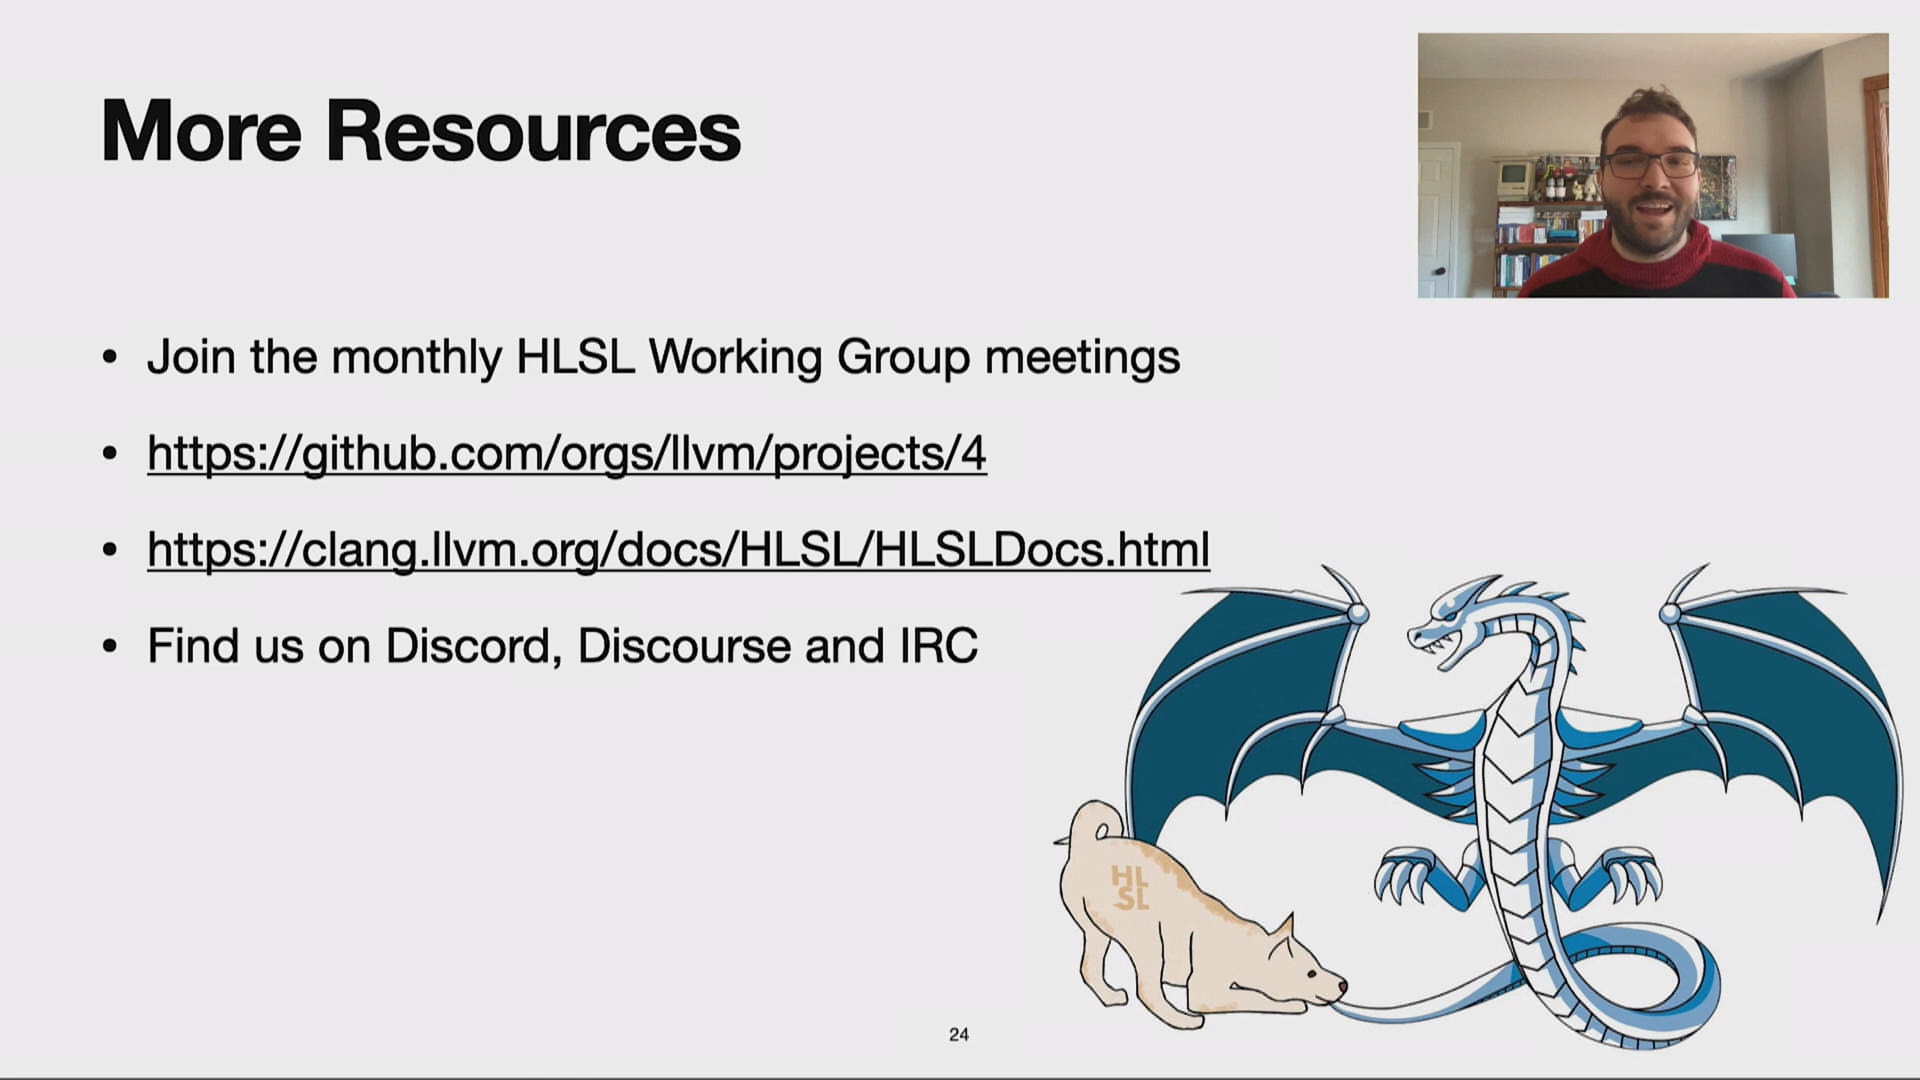 More Resources
• Join the monthly HLSL Working Group meetings
• https://github.com/orgs/llvm/projects/4
• https://clang.llvm.org/docs/HLSL/HLSLDocs.html
• Find us on Discord, Discourse and IRC
HL
SL
24